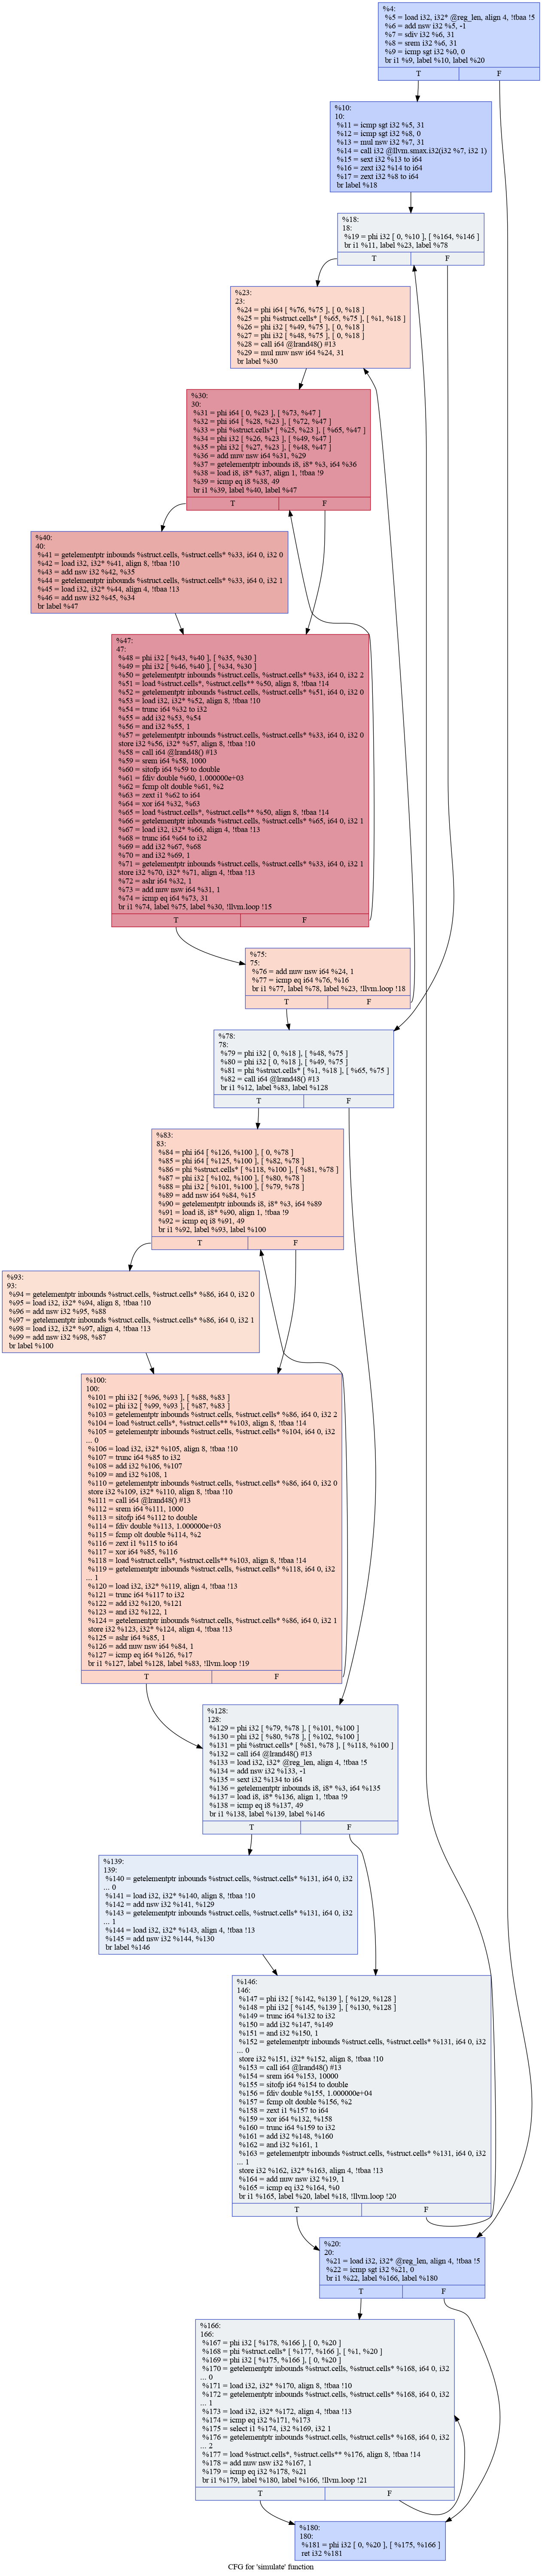 %4:
%5 = load i32, i32* @reg_len, align 4, !tbaa !5
%6 = add nsw i32 %5, -1
%7 = sdiv i32 %6, 31
%8 = srem i32 %6, 31
%9 = icmp sgt i32 %0, 0
br i1 %9, label %10, label %20
T F
%10:
10:
%11 = icmp sgt i32 %5, 31
%12 = icmp sgt i32 %8, 0
%13 = mul nsw i32 %7, 31
%14 = call i32 @llvm.smax.i32(i32 %7, i32 1)
%15 = sext i32 %13 to i64
%16 = zext i32 %14 to i64
%17 = zext i32 %8 to i64
br label %18
%18:
18:
%19 = phi i32 [ 0, %10 ], [ %164, %146 ]
br i1 %11, label %23, label %78
T F
%23:
23:
%24 = phi i64 [ %76, %75 ], [ 0, %18 ]
%25 = phi %struct.cells* [ %65, %75 ], [ %1, %18 ]
%26 = phi i32 [ %49, %75 ], [ 0, %18 ]
%27 = phi i32 [ %48, %75 ], [ 0, %18 ]
%28 = call i64 @lrand48() #13
%29 = mul nuw nsw i64 %24, 31
br label %30
%30:
30:
%31 = phi i64 [ 0, %23 ], [ %73, %47 ]
%32 = phi i64 [ %28, %23 ], [ %72, %47 ]
%33 = phi %struct.cells* [ %25, %23 ], [ %65, %47 ]
%34 = phi i32 [ %26, %23 ], [ %49, %47 ]
%35 = phi i32 [ %27, %23 ], [ %48, %47 ]
%36 = add nuw nsw i64 %31, %29
%37 = getelementptr inbounds i8, i8* %3, i64 %36
%38 = load i8, i8* %37, align 1, !tbaa !9
%39 = icmp eq i8 %38, 49
br i1 %39, label %40, label %47
T F
%40:
40:
%41 = getelementptr inbounds %struct.cells, %struct.cells* %33, i64 0, i32 0
%42 = load i32, i32* %41, align 8, !tbaa !10
%43 = add nsw i32 %42, %35
%44 = getelementptr inbounds %struct.cells, %struct.cells* %33, i64 0, i32 1
%45 = load i32, i32* %44, align 4, !tbaa !13
%46 = add nsw i32 %45, %34
br label %47
%47:
47:
%48 = phi i32 [ %43, %40 ], [ %35, %30 ]
%49 = phi i32 [ %46, %40 ], [ %34, %30 ]
%50 = getelementptr inbounds %struct.cells, %struct.cells* %33, i64 0, i32 2
%51 = load %struct.cells*, %struct.cells** %50, align 8, !tbaa !14
%52 = getelementptr inbounds %struct.cells, %struct.cells* %51, i64 0, i32 0
%53 = load i32, i32* %52, align 8, !tbaa !10
%54 = trunc i64 %32 to i32
%55 = add i32 %53, %54
%56 = and i32 %55, 1
%57 = getelementptr inbounds %struct.cells, %struct.cells* %33, i64 0, i32 0
store i32 %56, i32* %57, align 8, !tbaa !10
%58 = call i64 @lrand48() #13
%59 = srem i64 %58, 1000
%60 = sitofp i64 %59 to double
%61 = fdiv double %60, 1.000000e+03
%62 = fcmp olt double %61, %2
%63 = zext i1 %62 to i64
%64 = xor i64 %32, %63
%65 = load %struct.cells*, %struct.cells** %50, align 8, !tbaa !14
%66 = getelementptr inbounds %struct.cells, %struct.cells* %65, i64 0, i32 1
%67 = load i32, i32* %66, align 4, !tbaa !13
%68 = trunc i64 %64 to i32
%69 = add i32 %67, %68
%70 = and i32 %69, 1
%71 = getelementptr inbounds %struct.cells, %struct.cells* %33, i64 0, i32 1
store i32 %70, i32* %71, align 4, !tbaa !13
%72 = ashr i64 %32, 1
%73 = add nuw nsw i64 %31, 1
%74 = icmp eq i64 %73, 31
br i1 %74, label %75, label %30, !llvm.loop !15
T F
%75:
75:
%76 = add nuw nsw i64 %24, 1
%77 = icmp eq i64 %76, %16
br i1 %77, label %78, label %23, !llvm.loop !18
T F
%78:
78:
%79 = phi i32 [ 0, %18 ], [ %48, %75 ]
%80 = phi i32 [ 0, %18 ], [ %49, %75 ]
%81 = phi %struct.cells* [ %1, %18 ], [ %65, %75 ]
%82 = call i64 @lrand48() #13
br i1 %12, label %83, label %128
T F
%83:
83:
%84 = phi i64 [ %126, %100 ], [ 0, %78 ]
%85 = phi i64 [ %125, %100 ], [ %82, %78 ]
%86 = phi %struct.cells* [ %118, %100 ], [ %81, %78 ]
%87 = phi i32 [ %102, %100 ], [ %80, %78 ]
%88 = phi i32 [ %101, %100 ], [ %79, %78 ]
%89 = add nsw i64 %84, %15
%90 = getelementptr inbounds i8, i8* %3, i64 %89
%91 = load i8, i8* %90, align 1, !tbaa !9
%92 = icmp eq i8 %91, 49
br i1 %92, label %93, label %100
T F
%93:
93:
%94 = getelementptr inbounds %struct.cells, %struct.cells* %86, i64 0, i32 0
%95 = load i32, i32* %94, align 8, !tbaa !10
%96 = add nsw i32 %95, %88
%97 = getelementptr inbounds %struct.cells, %struct.cells* %86, i64 0, i32 1
%98 = load i32, i32* %97, align 4, !tbaa !13
%99 = add nsw i32 %98, %87
br label %100
%100:
100:
%101 = phi i32 [ %96, %93 ], [ %88, %83 ]
%102 = phi i32 [ %99, %93 ], [ %87, %83 ]
%103 = getelementptr inbounds %struct.cells, %struct.cells* %86, i64 0, i32 2
%104 = load %struct.cells*, %struct.cells** %103, align 8, !tbaa !14
%105 = getelementptr inbounds %struct.cells, %struct.cells* %104, i64 0, i32
... 0
%106 = load i32, i32* %105, align 8, !tbaa !10
%107 = trunc i64 %85 to i32
%108 = add i32 %106, %107
%109 = and i32 %108, 1
%110 = getelementptr inbounds %struct.cells, %struct.cells* %86, i64 0, i32 0
store i32 %109, i32* %110, align 8, !tbaa !10
%111 = call i64 @lrand48() #13
%112 = srem i64 %111, 1000
%113 = sitofp i64 %112 to double
%114 = fdiv double %113, 1.000000e+03
%115 = fcmp olt double %114, %2
%116 = zext i1 %115 to i64
%117 = xor i64 %85, %116
%118 = load %struct.cells*, %struct.cells** %103, align 8, !tbaa !14
%119 = getelementptr inbounds %struct.cells, %struct.cells* %118, i64 0, i32
... 1
%120 = load i32, i32* %119, align 4, !tbaa !13
%121 = trunc i64 %117 to i32
%122 = add i32 %120, %121
%123 = and i32 %122, 1
%124 = getelementptr inbounds %struct.cells, %struct.cells* %86, i64 0, i32 1
store i32 %123, i32* %124, align 4, !tbaa !13
%125 = ashr i64 %85, 1
%126 = add nuw nsw i64 %84, 1
%127 = icmp eq i64 %126, %17
br i1 %127, label %128, label %83, !llvm.loop !19
T F
%128:
128:
%129 = phi i32 [ %79, %78 ], [ %101, %100 ]
%130 = phi i32 [ %80, %78 ], [ %102, %100 ]
%131 = phi %struct.cells* [ %81, %78 ], [ %118, %100 ]
%132 = call i64 @lrand48() #13
%133 = load i32, i32* @reg_len, align 4, !tbaa !5
%134 = add nsw i32 %133, -1
%135 = sext i32 %134 to i64
%136 = getelementptr inbounds i8, i8* %3, i64 %135
%137 = load i8, i8* %136, align 1, !tbaa !9
%138 = icmp eq i8 %137, 49
br i1 %138, label %139, label %146
T F
%139:
139:
%140 = getelementptr inbounds %struct.cells, %struct.cells* %131, i64 0, i32
... 0
%141 = load i32, i32* %140, align 8, !tbaa !10
%142 = add nsw i32 %141, %129
%143 = getelementptr inbounds %struct.cells, %struct.cells* %131, i64 0, i32
... 1
%144 = load i32, i32* %143, align 4, !tbaa !13
%145 = add nsw i32 %144, %130
br label %146
%146:
146:
%147 = phi i32 [ %142, %139 ], [ %129, %128 ]
%148 = phi i32 [ %145, %139 ], [ %130, %128 ]
%149 = trunc i64 %132 to i32
%150 = add i32 %147, %149
%151 = and i32 %150, 1
%152 = getelementptr inbounds %struct.cells, %struct.cells* %131, i64 0, i32
... 0
store i32 %151, i32* %152, align 8, !tbaa !10
%153 = call i64 @lrand48() #13
%154 = srem i64 %153, 10000
%155 = sitofp i64 %154 to double
%156 = fdiv double %155, 1.000000e+04
%157 = fcmp olt double %156, %2
%158 = zext i1 %157 to i64
%159 = xor i64 %132, %158
%160 = trunc i64 %159 to i32
%161 = add i32 %148, %160
%162 = and i32 %161, 1
%163 = getelementptr inbounds %struct.cells, %struct.cells* %131, i64 0, i32
... 1
store i32 %162, i32* %163, align 4, !tbaa !13
%164 = add nuw nsw i32 %19, 1
%165 = icmp eq i32 %164, %0
br i1 %165, label %20, label %18, !llvm.loop !20
T F
%20:
20:
%21 = load i32, i32* @reg_len, align 4, !tbaa !5
%22 = icmp sgt i32 %21, 0
br i1 %22, label %166, label %180
T F
%166:
166:
%167 = phi i32 [ %178, %166 ], [ 0, %20 ]
%168 = phi %struct.cells* [ %177, %166 ], [ %1, %20 ]
%169 = phi i32 [ %175, %166 ], [ 0, %20 ]
%170 = getelementptr inbounds %struct.cells, %struct.cells* %168, i64 0, i32
... 0
%171 = load i32, i32* %170, align 8, !tbaa !10
%172 = getelementptr inbounds %struct.cells, %struct.cells* %168, i64 0, i32
... 1
%173 = load i32, i32* %172, align 4, !tbaa !13
%174 = icmp eq i32 %171, %173
%175 = select i1 %174, i32 %169, i32 1
%176 = getelementptr inbounds %struct.cells, %struct.cells* %168, i64 0, i32
... 2
%177 = load %struct.cells*, %struct.cells** %176, align 8, !tbaa !14
%178 = add nuw nsw i32 %167, 1
%179 = icmp eq i32 %178, %21
br i1 %179, label %180, label %166, !llvm.loop !21
T F
%180:
180:
%181 = phi i32 [ 0, %20 ], [ %175, %166 ]
ret i32 %181
CFG for 'simulate' function